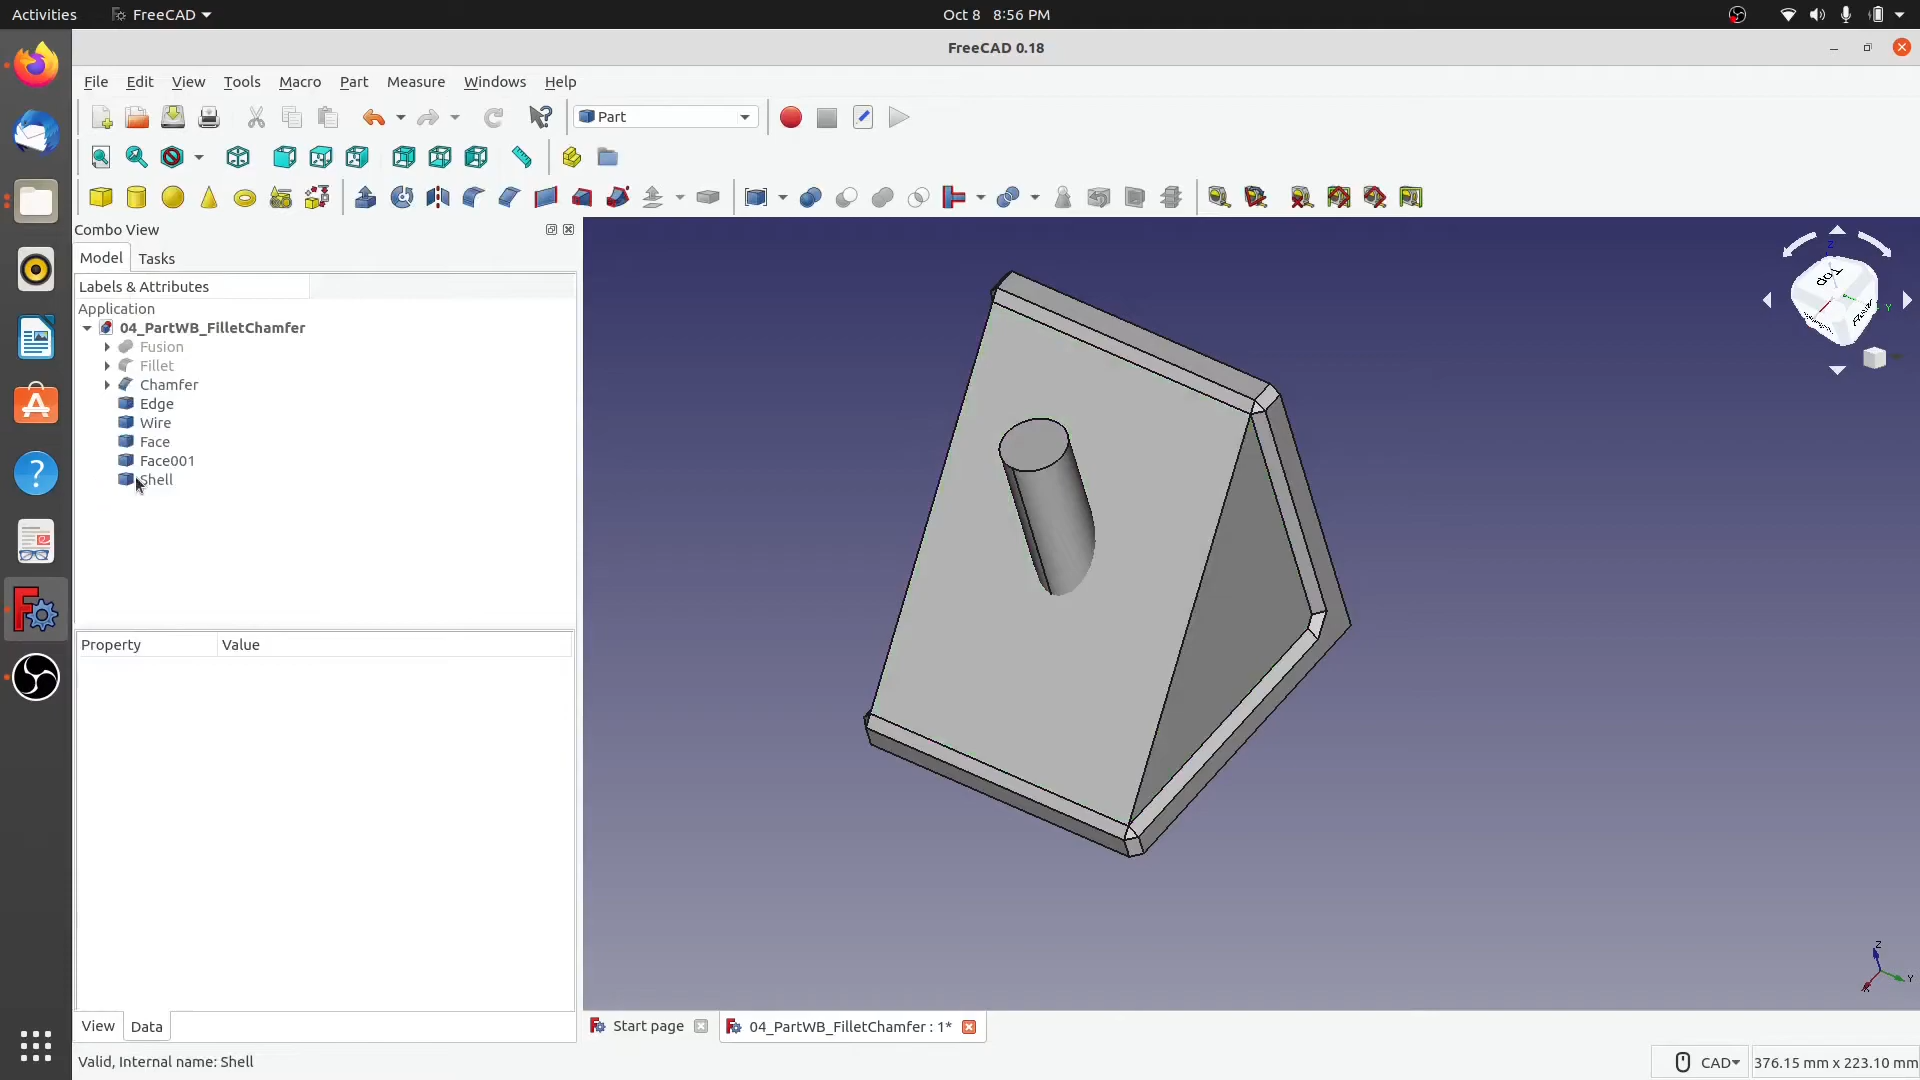 Activities
FreeCAD
Oct 8 8:56 PM
FreeCAD 0.18
File Edit View Tools Macro Part Measure Windows Help
Part
Combo View
Model Tasks
Labels & Attributes
Application
04_PartWB_FilletChamfer
Fusion
Fillet
Chamfer
Edge
Wire
Face
Face001
Shell
Top
Z
Y
Property Value
Z
Y
X
View Data
Start page
04_PartWB_FilletChamfer : 1*
Valid, Internal name: Shell
CAD
376.15 mm x 223.10 mm